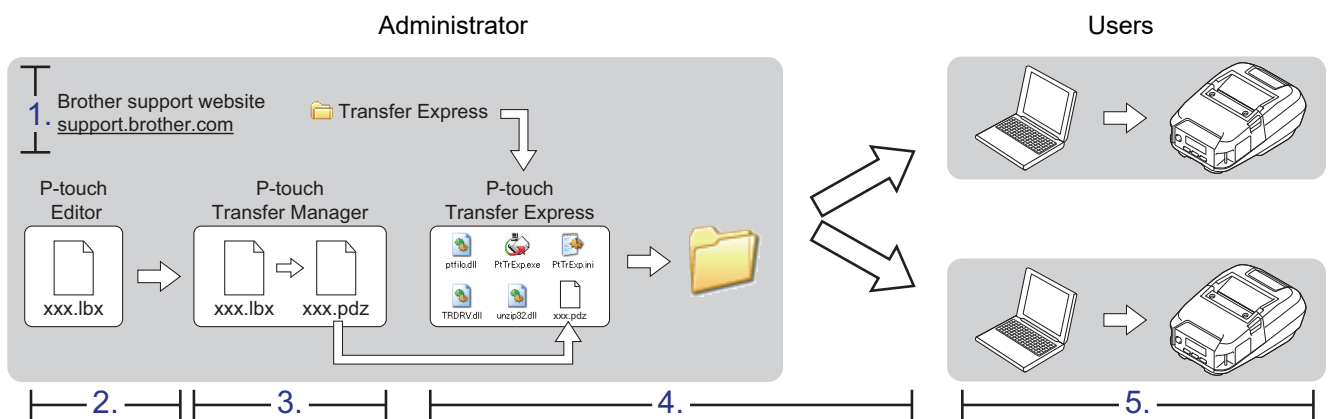 Administrator
Users
1.
Brother support website
support.brother.com
Transfer Express
P-touch
Editor
P-touch
Transfer Manager
P-touch
Transfer Express
xxx.lbx
xxx.lbx
xxx.pdz
ptfilo.dll
PtTrExp.exe
PtTrExp.ini
TRDRV.dll
unzip32.dll
xxx.pdz
2.
3.
4.
5.